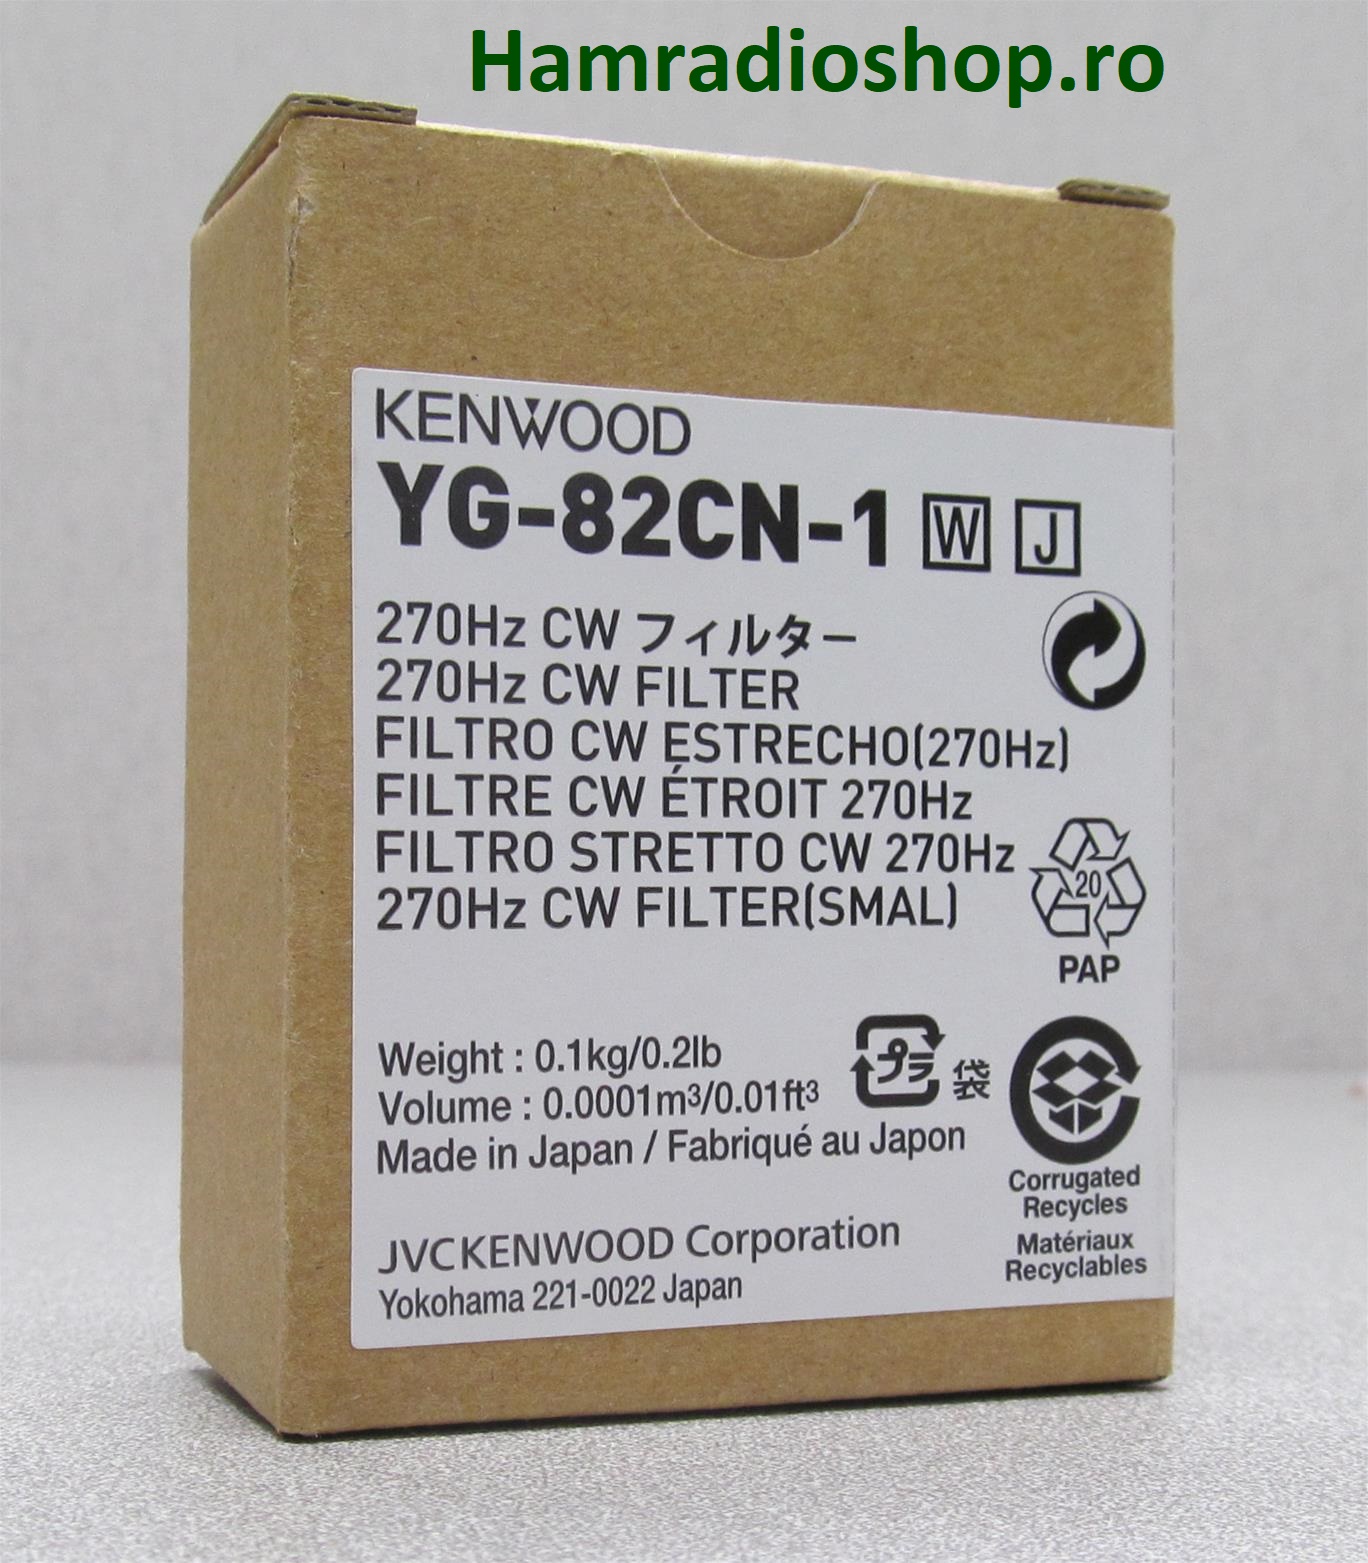 Hamradioshop.ro
KENWOOD
YG-82CN-1 W J
270Hz CW フィルター
270Hz CW FILTER
FILTRO CW ESTRECHO(270Hz)
FILTRE CW ÉTROIT 270Hz
FILTRO STRETTO CW 270Hz
270Hz CW FILTER(SMAL)
20
PAP
Weight : 0.1kg/0.2lb
Volume : 0.0001m³/0.01ft³
Made in Japan / Fabriqué au Japon
プラ 袋
Corrugated
Recycles
Matériaux
Recyclables
JVCKENWOOD Corporation
Yokohama 221-0022 Japan